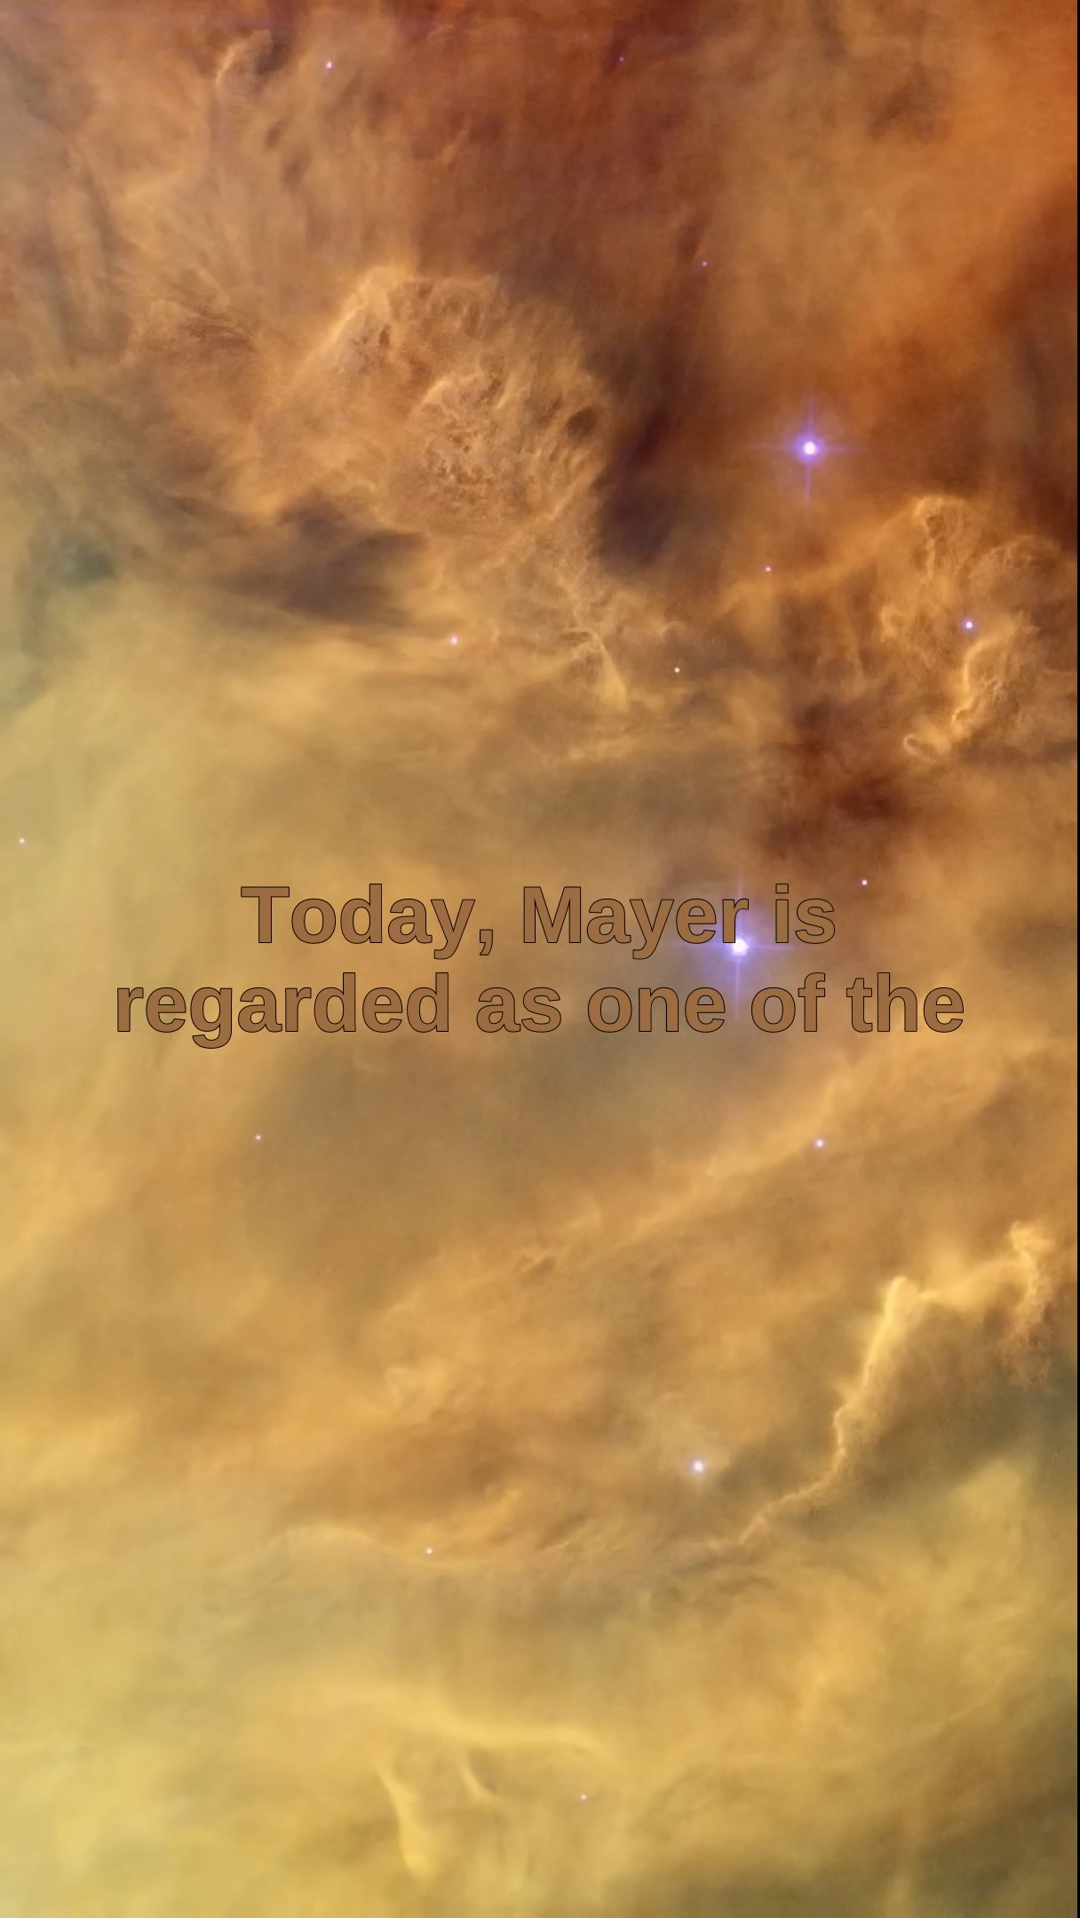 Today, Mayer is
regarded as one of the